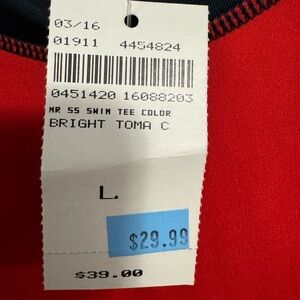 03/16
01911 4454824
0451420 16088203
MR SS SWIM TEE COLOR
BRIGHT TOMA C
L
$29.99
$39.00